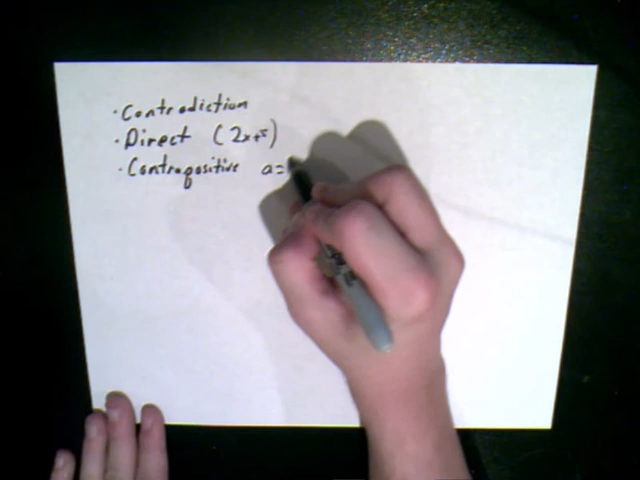 · Contradiction
· Direct (2x+5)
· Contrapositive a=